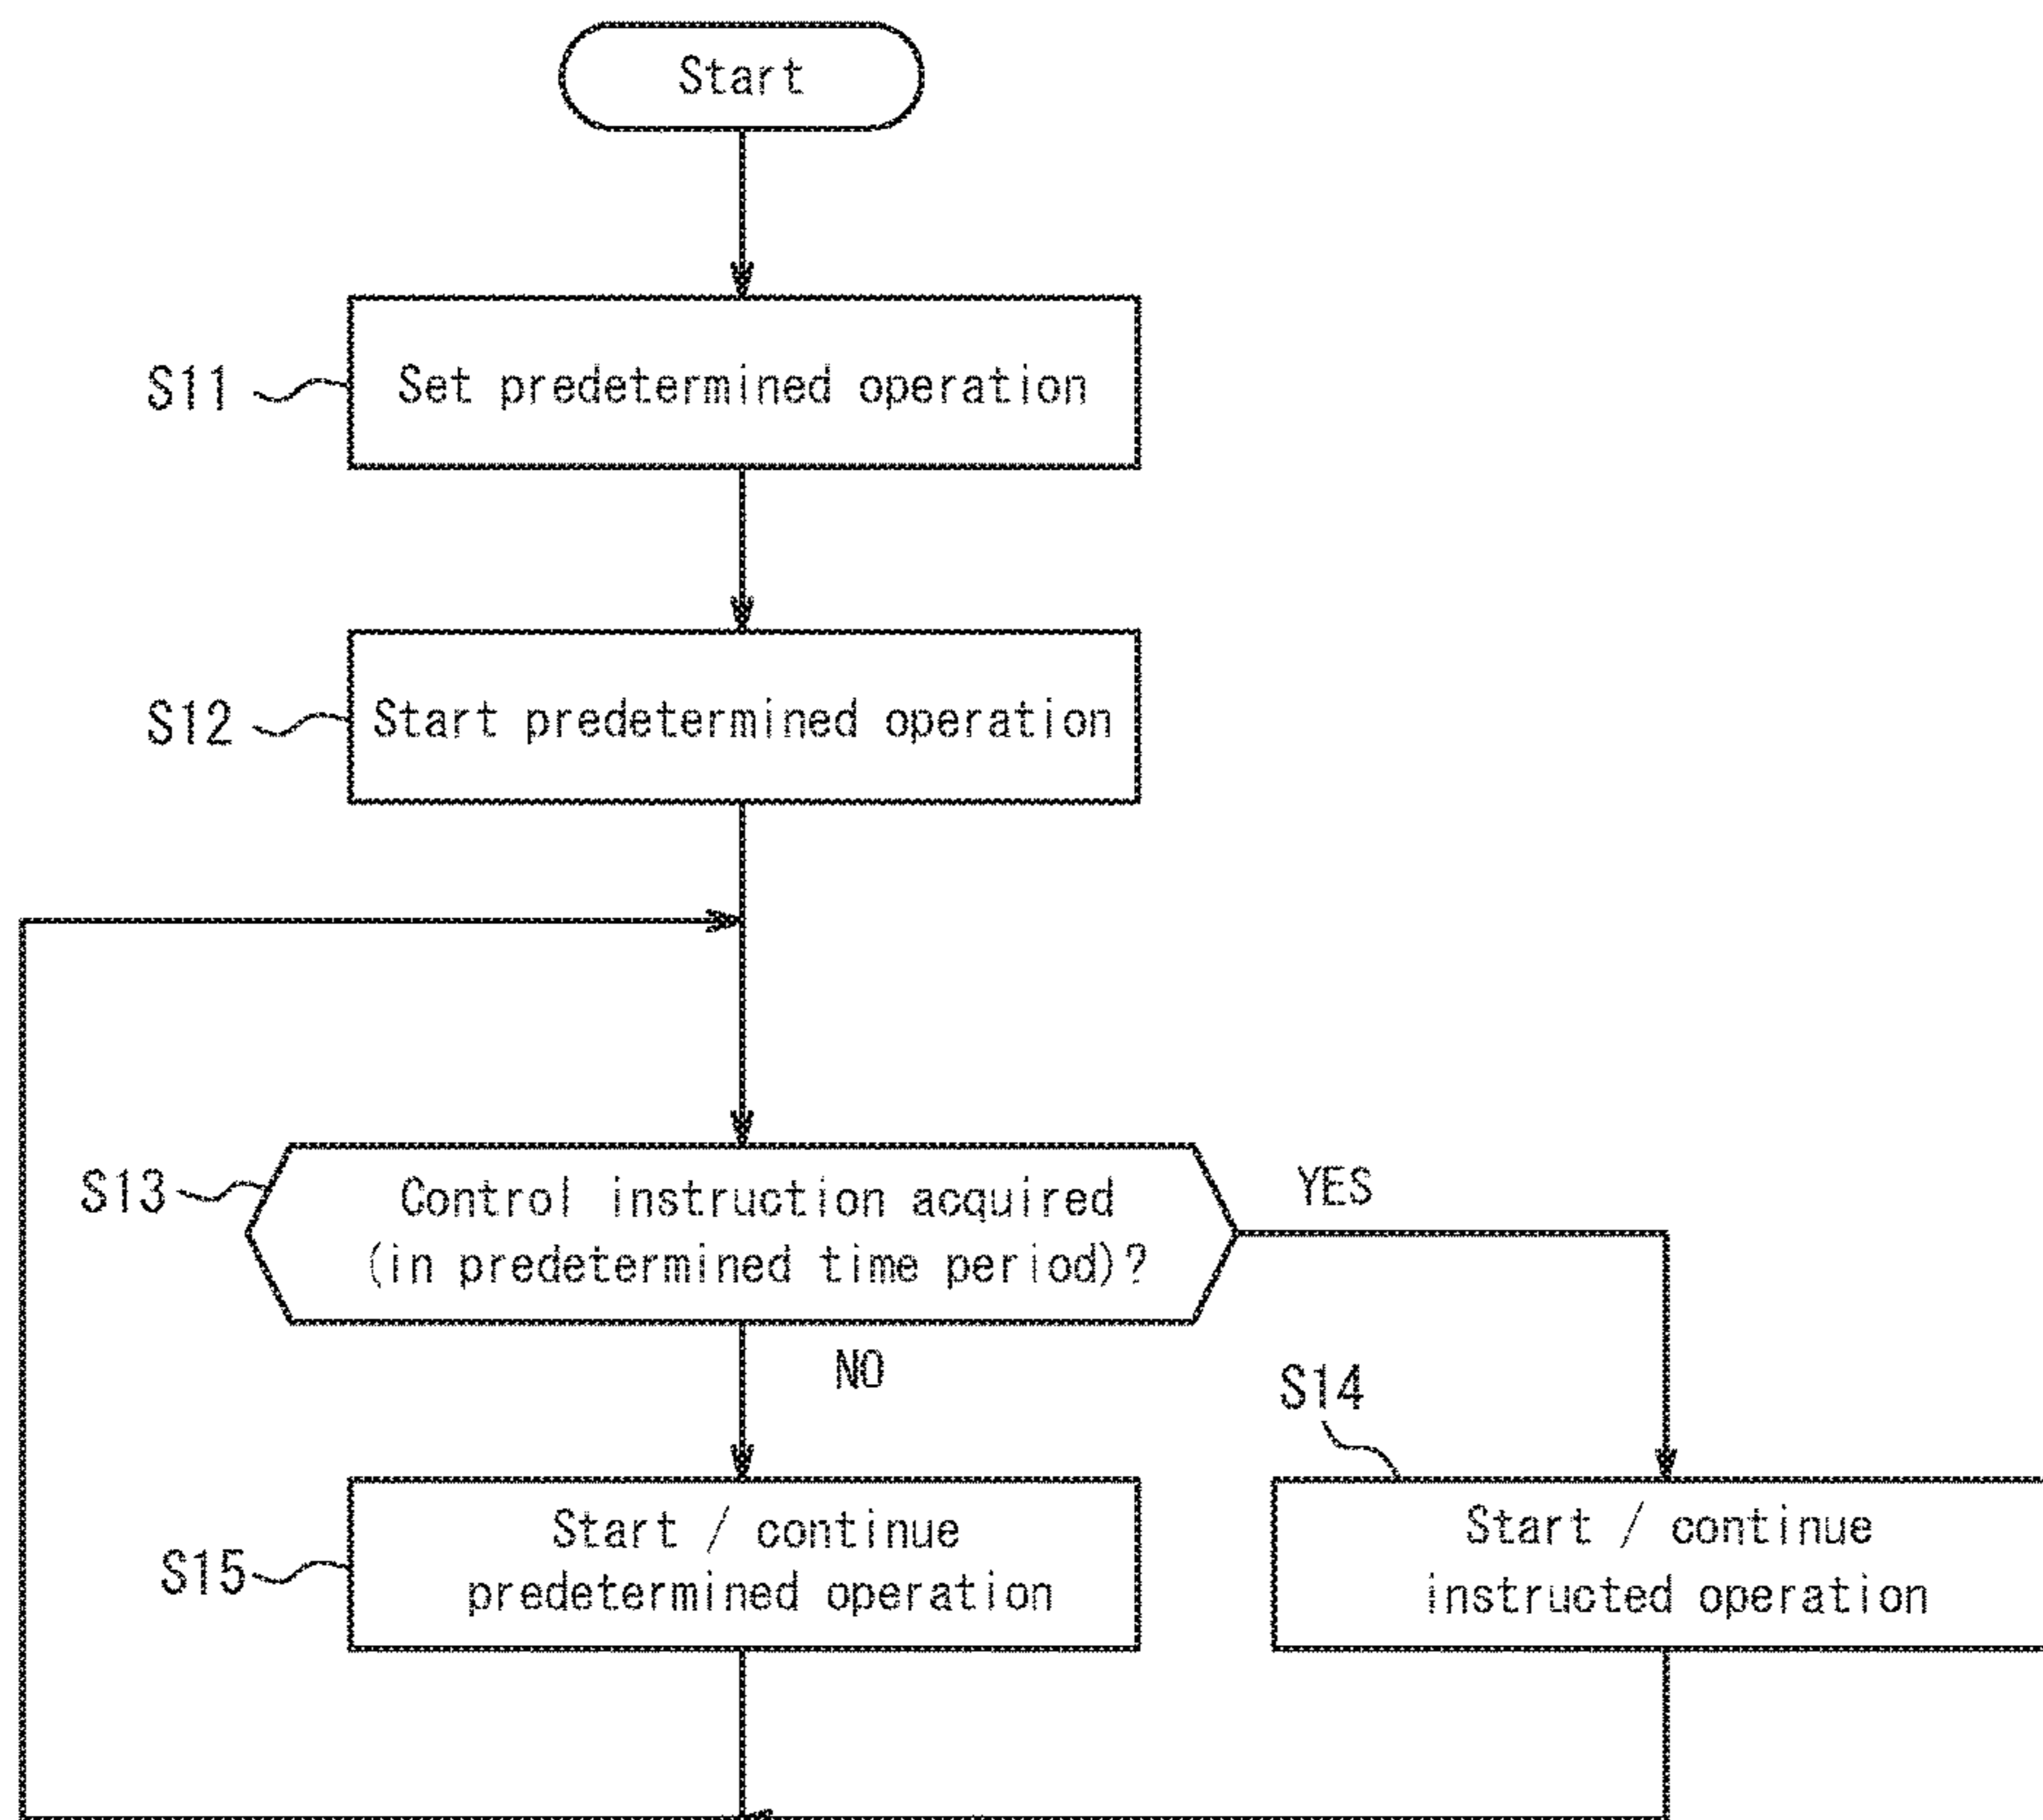 Start
S11
Set predetermined operation
S12
Start predetermined operation
S13
Control instruction acquired
(in predetermined time period)?
YES
NO
S14
S15
Start / continue
predetermined operation
Start / continue
instructed operation